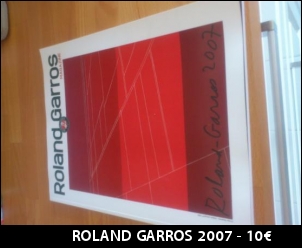 Roland Garros
Roland-Garros 2007
ROLAND GARROS 2007 - 10€